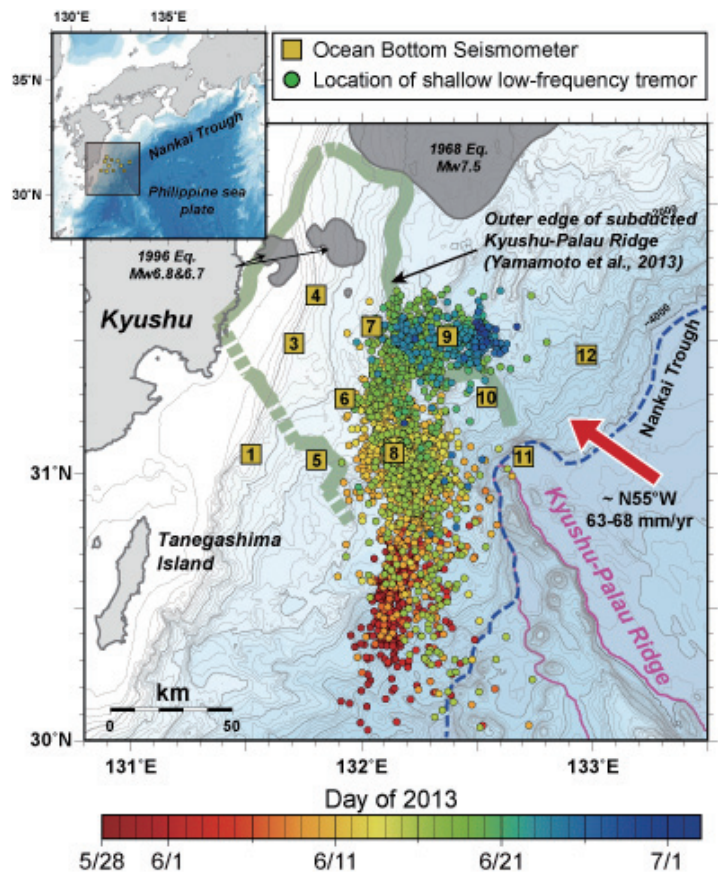 130°E
135°E
35°N
30°N
Nankai Trough
Philippine sea
plate
Ocean Bottom Seismometer
Location of shallow low-frequency tremor
1968 Eq.
Mw7.5
1996 Eq.
Mw6.8&6.7
Outer edge of subdacted
Kyushu-Palau Ridge
(Yamamoto et al., 2013)
Kyushu
4
7
9
3
12
6
10
1
5
8
11
~4000
Nankai Trough
31°N
~ N55°W
63-68 mm/yr
Tanegashima
Island
Kyushu-Palau Ridge
km
0
50
30°N
131°E
132°E
133°E
Day of 2013
5/28
6/1
6/11
6/21
7/1